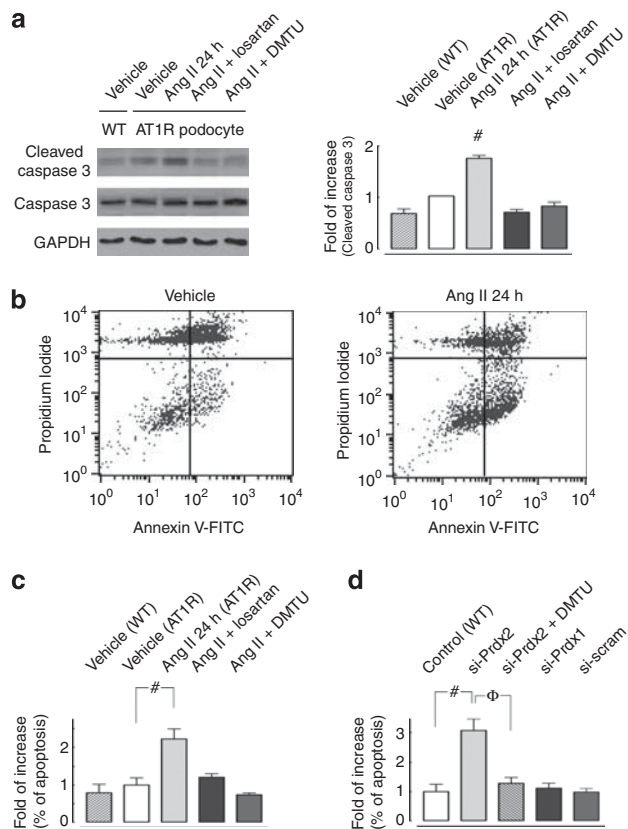 a
Vehicle
Vehicle
Ang II 24 h
Ang II + losartan
Ang II + DMTU
WT
AT1R podocyte
Cleaved
caspase 3
Caspase 3
GAPDH
Vehicle (WT)
Vehicle (AT1R)
Ang II 24 h (AT1R)
Ang II + losartan
Ang II + DMTU
Fold of increase
(Cleaved caspase 3)
2
1
0
#
b
Vehicle
Propidium Iodide
10⁴
10³
10²
10¹
10⁰
10⁰ 10¹ 10² 10³ 10⁴
Annexin V-FITC
Ang II 24 h
Propidium Iodide
10⁴
10³
10²
10¹
10⁰
10⁰ 10¹ 10² 10³ 10⁴
Annexin V-FITC
c
Vehicle (WT)
Vehicle (AT1R)
Ang II 24 h (AT1R)
Ang II + losartan
Ang II + DMTU
#
Fold of increase
(% of apoptosis)
2
1
0
d
Control (WT)
si-Prdx2
si-Prdx2 + DMTU
si-Prdx1
si-scram
#
Φ
Fold of increase
(% of apoptosis)
3
2
1
0